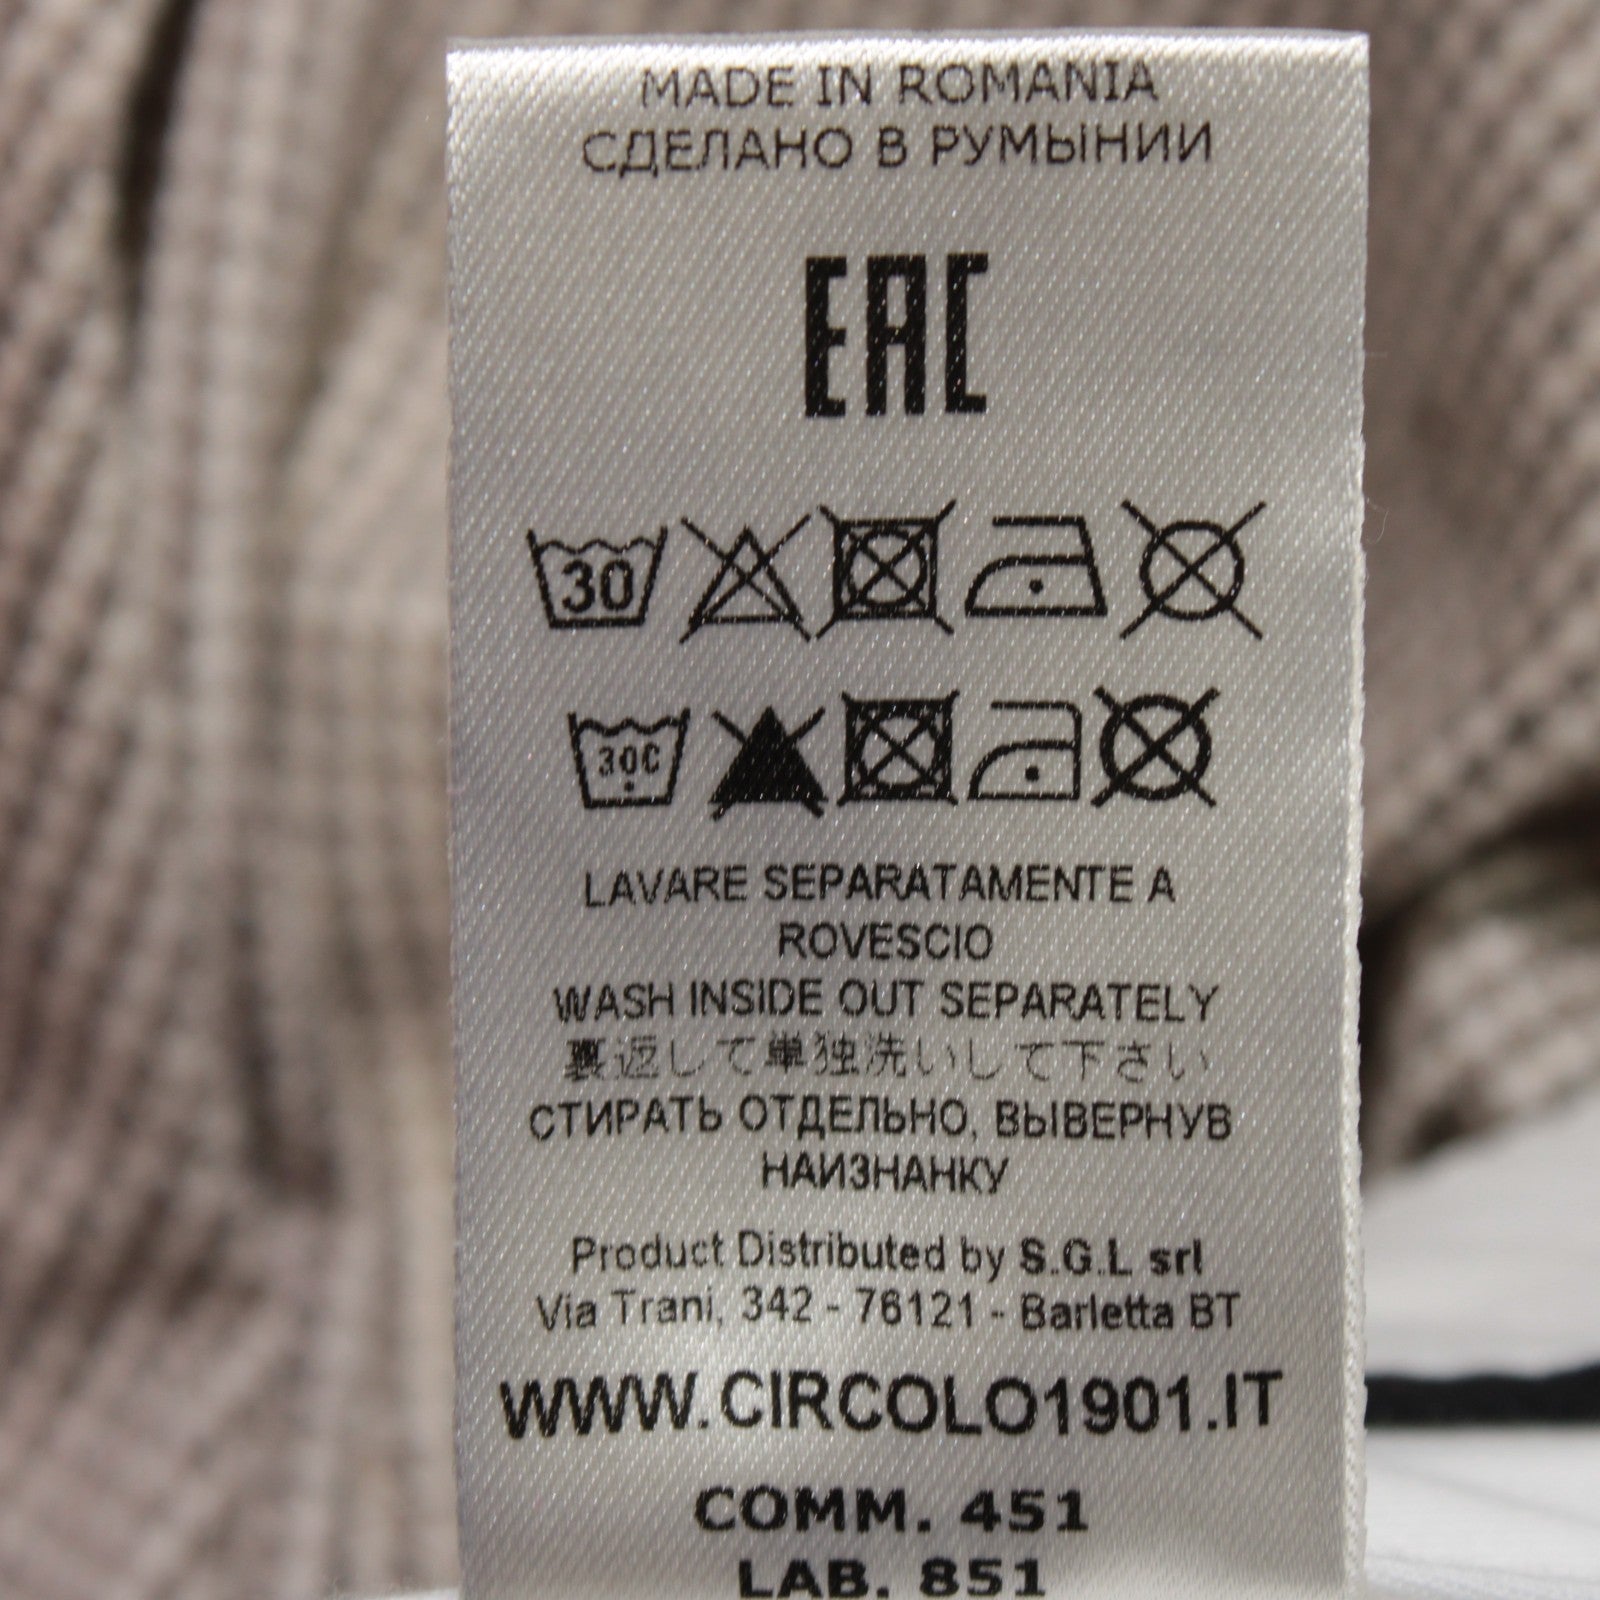 MADE IN ROMANIA
СДЕЛАНО В РУМЫНИИ
EAC
30
30C
LAVARE SEPARATAMENTE A
ROVESCIO
WASH INSIDE OUT SEPARATELY
裏返して単独洗いして下さい
СТИРАТЬ ОТДЕЛЬНО, ВЫВЕРНУВ
НАИЗНАНКУ
Product Distributed by S.G.L srl
Via Trani, 342 - 76121 - Barletta BT
WWW.CIRCOLO1901.IT
COMM. 451
LAB. 851